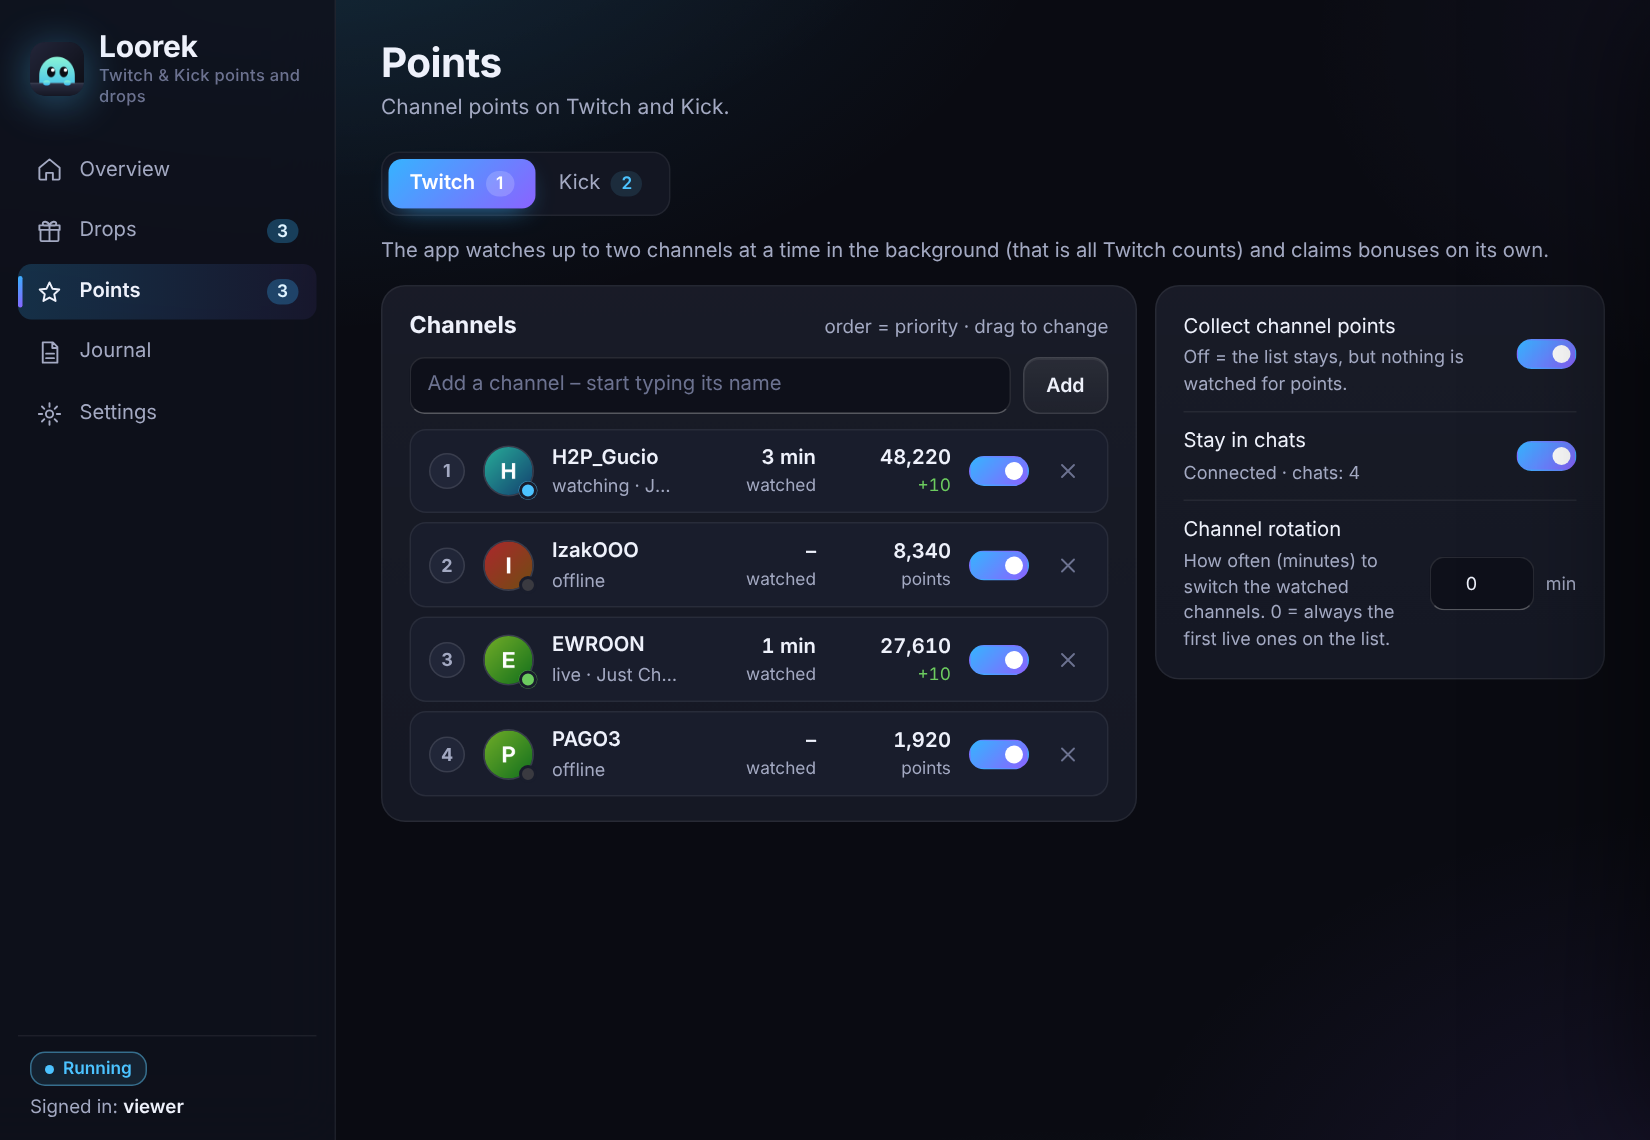 Loorek
Twitch & Kick points and
drops
Overview
Drops 3
Points 3
Journal
Settings
Running
Signed in: viewer
Points
Channel points on Twitch and Kick.
Twitch 1 Kick 2
The app watches up to two channels at a time in the background (that is all Twitch counts) and claims bonuses on its own.
Channels order = priority · drag to change
Add a channel – start typing its name Add
1 H H2P_Gucio 3 min 48,220
watching · J... watched +10
2 I IzakOOO – 8,340
offline watched points
3 E EWROON 1 min 27,610
live · Just Ch... watched +10
4 P PAGO3 – 1,920
offline watched points
Collect channel points
Off = the list stays, but nothing is
watched for points.
Stay in chats
Connected · chats: 4
Channel rotation
How often (minutes) to
switch the watched
channels. 0 = always the
first live ones on the list.
0 min